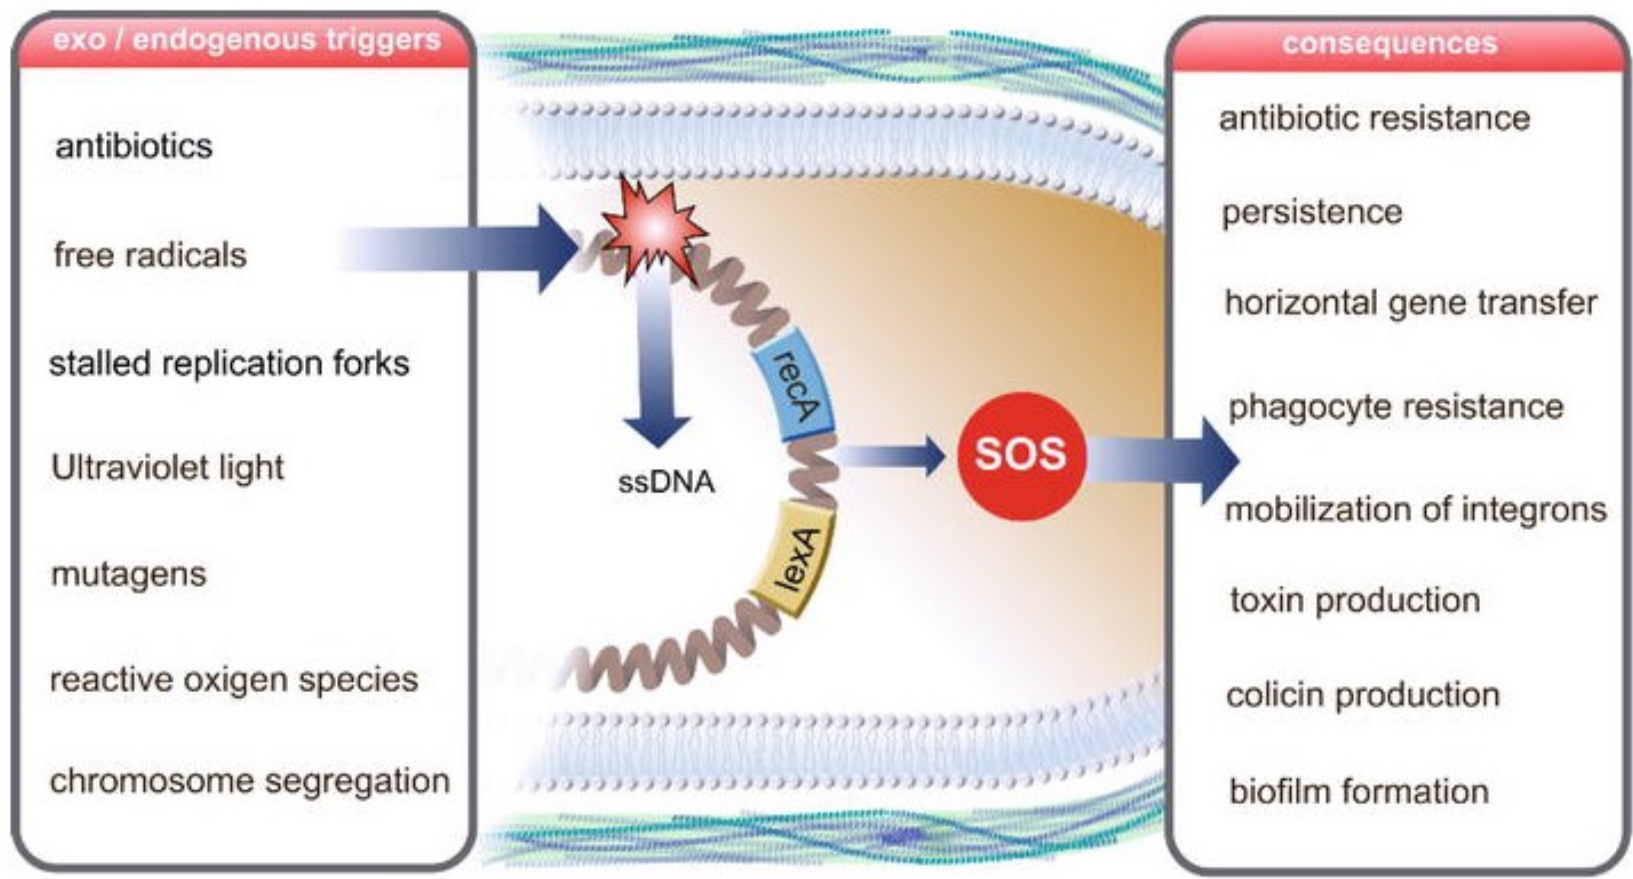 exo / endogenous triggers
antibiotics
free radicals
stalled replication forks
Ultraviolet light
mutagens
reactive oxigen species
chromosome segregation
ssDNA
recA
lexA
SOS
consequences
antibiotic resistance
persistence
horizontal gene transfer
phagocyte resistance
mobilization of integrons
toxin production
colicin production
biofilm formation